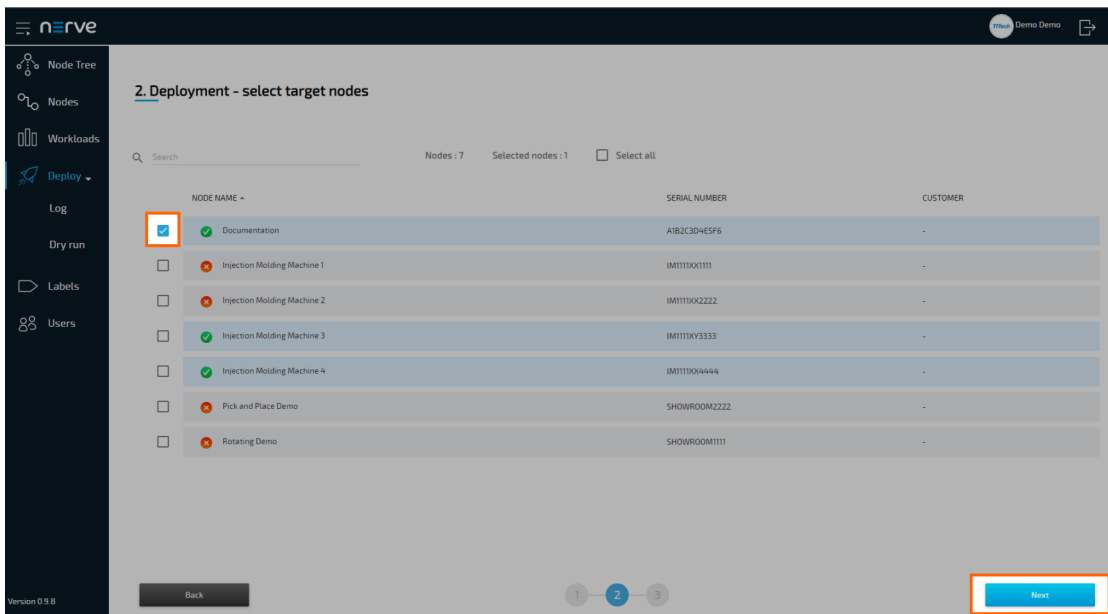 nerve
TTTech Demo Demo
Node Tree
Nodes
Workloads
Deploy
Log
Dry run
Labels
Users
Version 0.9.8
2. Deployment - select target nodes
Search Nodes : 7 Selected nodes : 1 Select all
NODE NAME SERIAL NUMBER CUSTOMER
Documentation A1B2C3D4E5F6 -
Injection Molding Machine 1 IM1111XX1111 -
Injection Molding Machine 2 IM1111XX2222 -
Injection Molding Machine 3 IM1111XY3333 -
Injection Molding Machine 4 IM1111XX4444 -
Pick and Place Demo SHOWROOM2222 -
Rotating Demo SHOWROOM1111 -
Back 1 2 3 Next